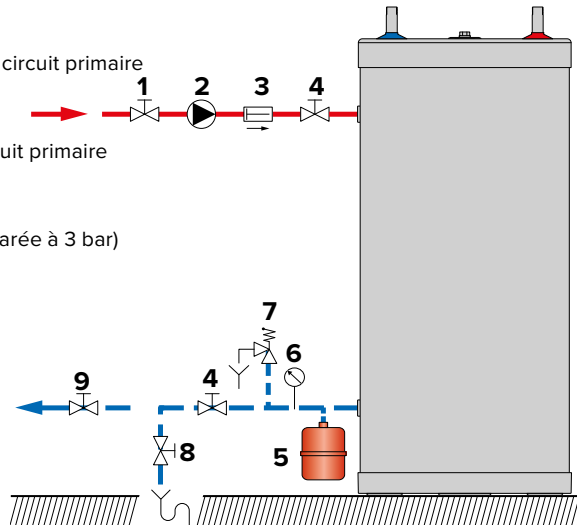 circuit primaire
1 2 3 4
uit primaire
arée à 3 bar)
7
6
9 4
8 5